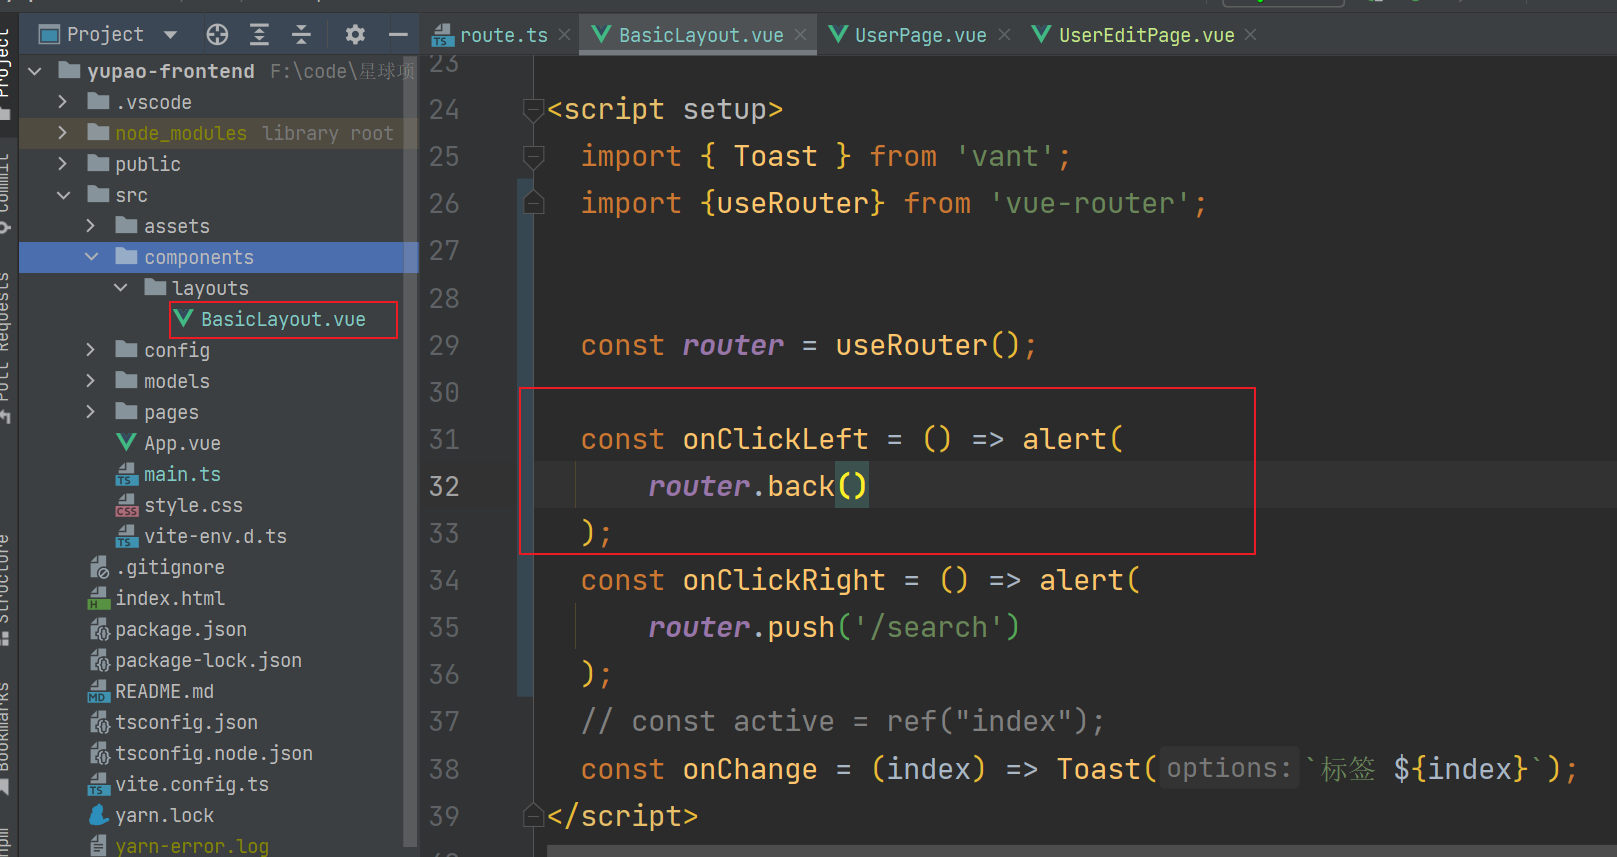 Project
route.ts
BasicLayout.vue
UserPage.vue
UserEditPage.vue
Project
Commit
Pull Requests
Structure
Bookmarks
npm
yupao-frontend F:\code\星球项
.vscode
node_modules library root
public
src
assets
components
layouts
BasicLayout.vue
config
models
pages
App.vue
main.ts
style.css
vite-env.d.ts
.gitignore
index.html
package.json
package-lock.json
README.md
tsconfig.json
tsconfig.node.json
vite.config.ts
yarn.lock
yarn-error.log
23
24 <script setup>
25 import { Toast } from 'vant';
26 import {useRouter} from 'vue-router';
27
28
29 const router = useRouter();
30
31 const onClickLeft = () => alert(
32 router.back()
33 );
34 const onClickRight = () => alert(
35 router.push('/search')
36 );
37 // const active = ref("index");
38 const onChange = (index) => Toast( options: `标签 ${index}`);
39 </script>